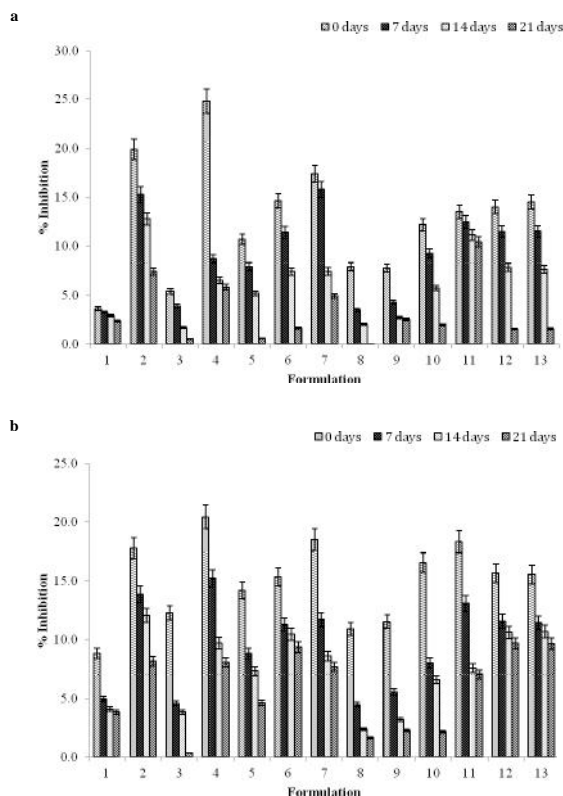 a
0 days 7 days 14 days 21 days
30.0
25.0
20.0
15.0
10.0
5.0
0.0
% Inhibition
1 2 3 4 5 6 7 8 9 10 11 12 13
Formulation
b
0 days 7 days 14 days 21 days
25.0
20.0
15.0
10.0
5.0
0.0
% Inhibition
1 2 3 4 5 6 7 8 9 10 11 12 13
Formulation